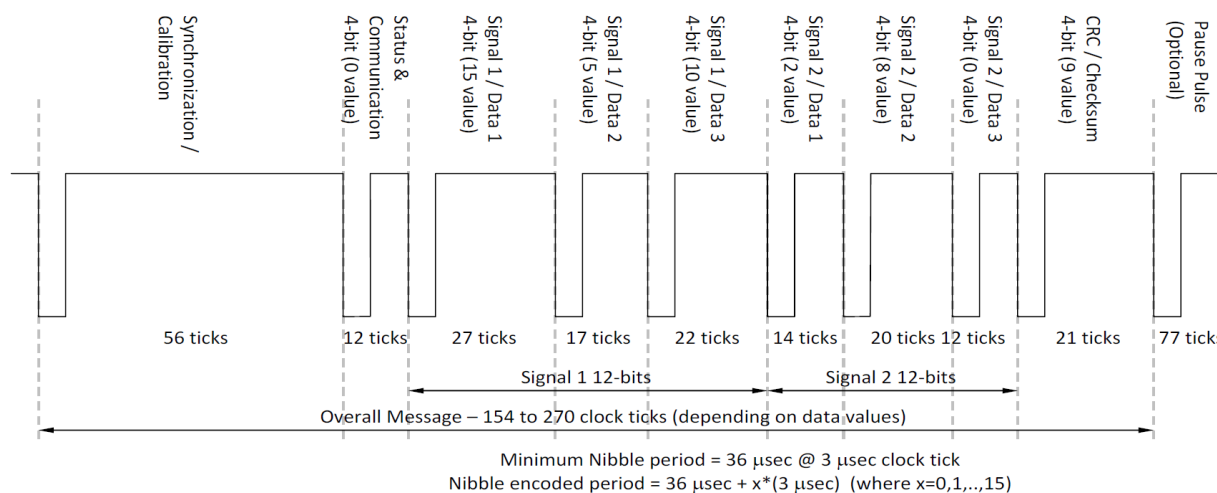 Synchronization /
Calibration
Status &
Communication
4-bit (0 value)
Signal 1 / Data 1
4-bit (15 value)
Signal 1 / Data 2
4-bit (5 value)
Signal 1 / Data 3
4-bit (10 value)
Signal 2 / Data 1
4-bit (2 value)
Signal 2 / Data 2
4-bit (8 value)
Signal 2 / Data 3
4-bit (0 value)
CRC / Checksum
4-bit (9 value)
Pause Pulse
(Optional)
56 ticks
12 ticks
27 ticks
17 ticks
22 ticks
14 ticks
20 ticks
12 ticks
21 ticks
77 ticks
Signal 1 12-bits
Signal 2 12-bits
Overall Message – 154 to 270 clock ticks (depending on data values)
Minimum Nibble period = 36 μsec @ 3 μsec clock tick
Nibble encoded period = 36 μsec + x*(3 μsec) (where x=0,1,..,15)